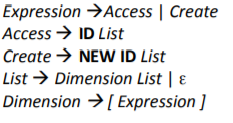 Expression → Access | Create
Access → ID List
Create → NEW ID List
List → Dimension List | ε
Dimension → [ Expression ]